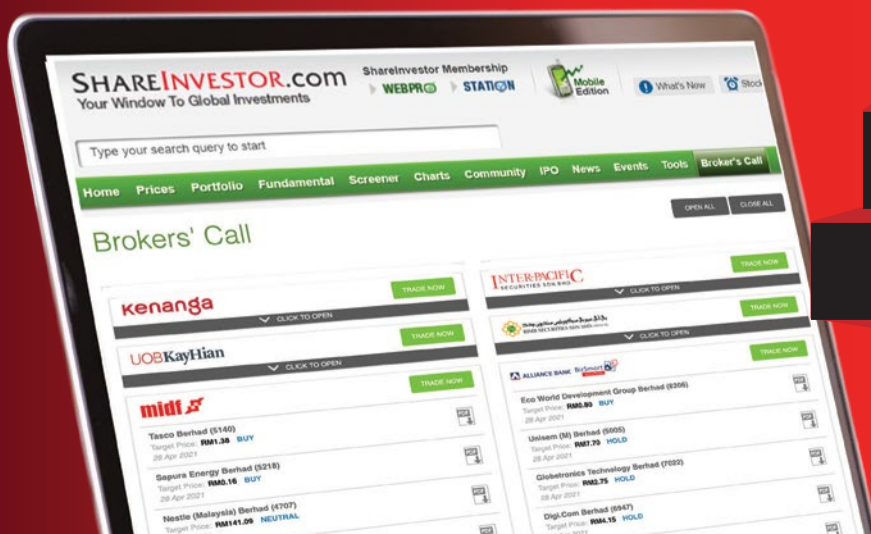 SHAREINVESTOR.com
Your Window To Global Investments
ShareInvestor Membership
WEBPRO
STATION
Mobile
Edition
What's New
Stoc
Type your search query to start
Home Prices Portfolio Fundamental Screener Charts Community IPO News Events Tools Broker's Call
OPEN ALL
CLOSE ALL
Brokers' Call
kenanga
TRADE NOW
CLICK TO OPEN
UOBKayHian
TRADE NOW
CLICK TO OPEN
midf
TRADE NOW
Tasco Berhad (5140)
Target Price: RM1.38 BUY
28 Apr 2021
Sapura Energy Berhad (5218)
Target Price: RM0.16 BUY
28 Apr 2021
Nestle (Malaysia) Berhad (4707)
Target Price: RM141.09 NEUTRAL
INTER-PACIFIC
SECURITIES SDN BHD
TRADE NOW
CLICK TO OPEN
TRADE NOW
CLICK TO OPEN
ALLIANCE BANK BizSmart
TRADE NOW
Eco World Development Group Berhad (8206)
Target Price: RM0.80 BUY
28 Apr 2021
Unisem (M) Berhad (5005)
Target Price: RM7.70 HOLD
28 Apr 2021
Globetronics Technology Berhad (7022)
Target Price: RM2.75 HOLD
28 Apr 2021
Digi.Com Berhad (6947)
Target Price: RM4.15 HOLD